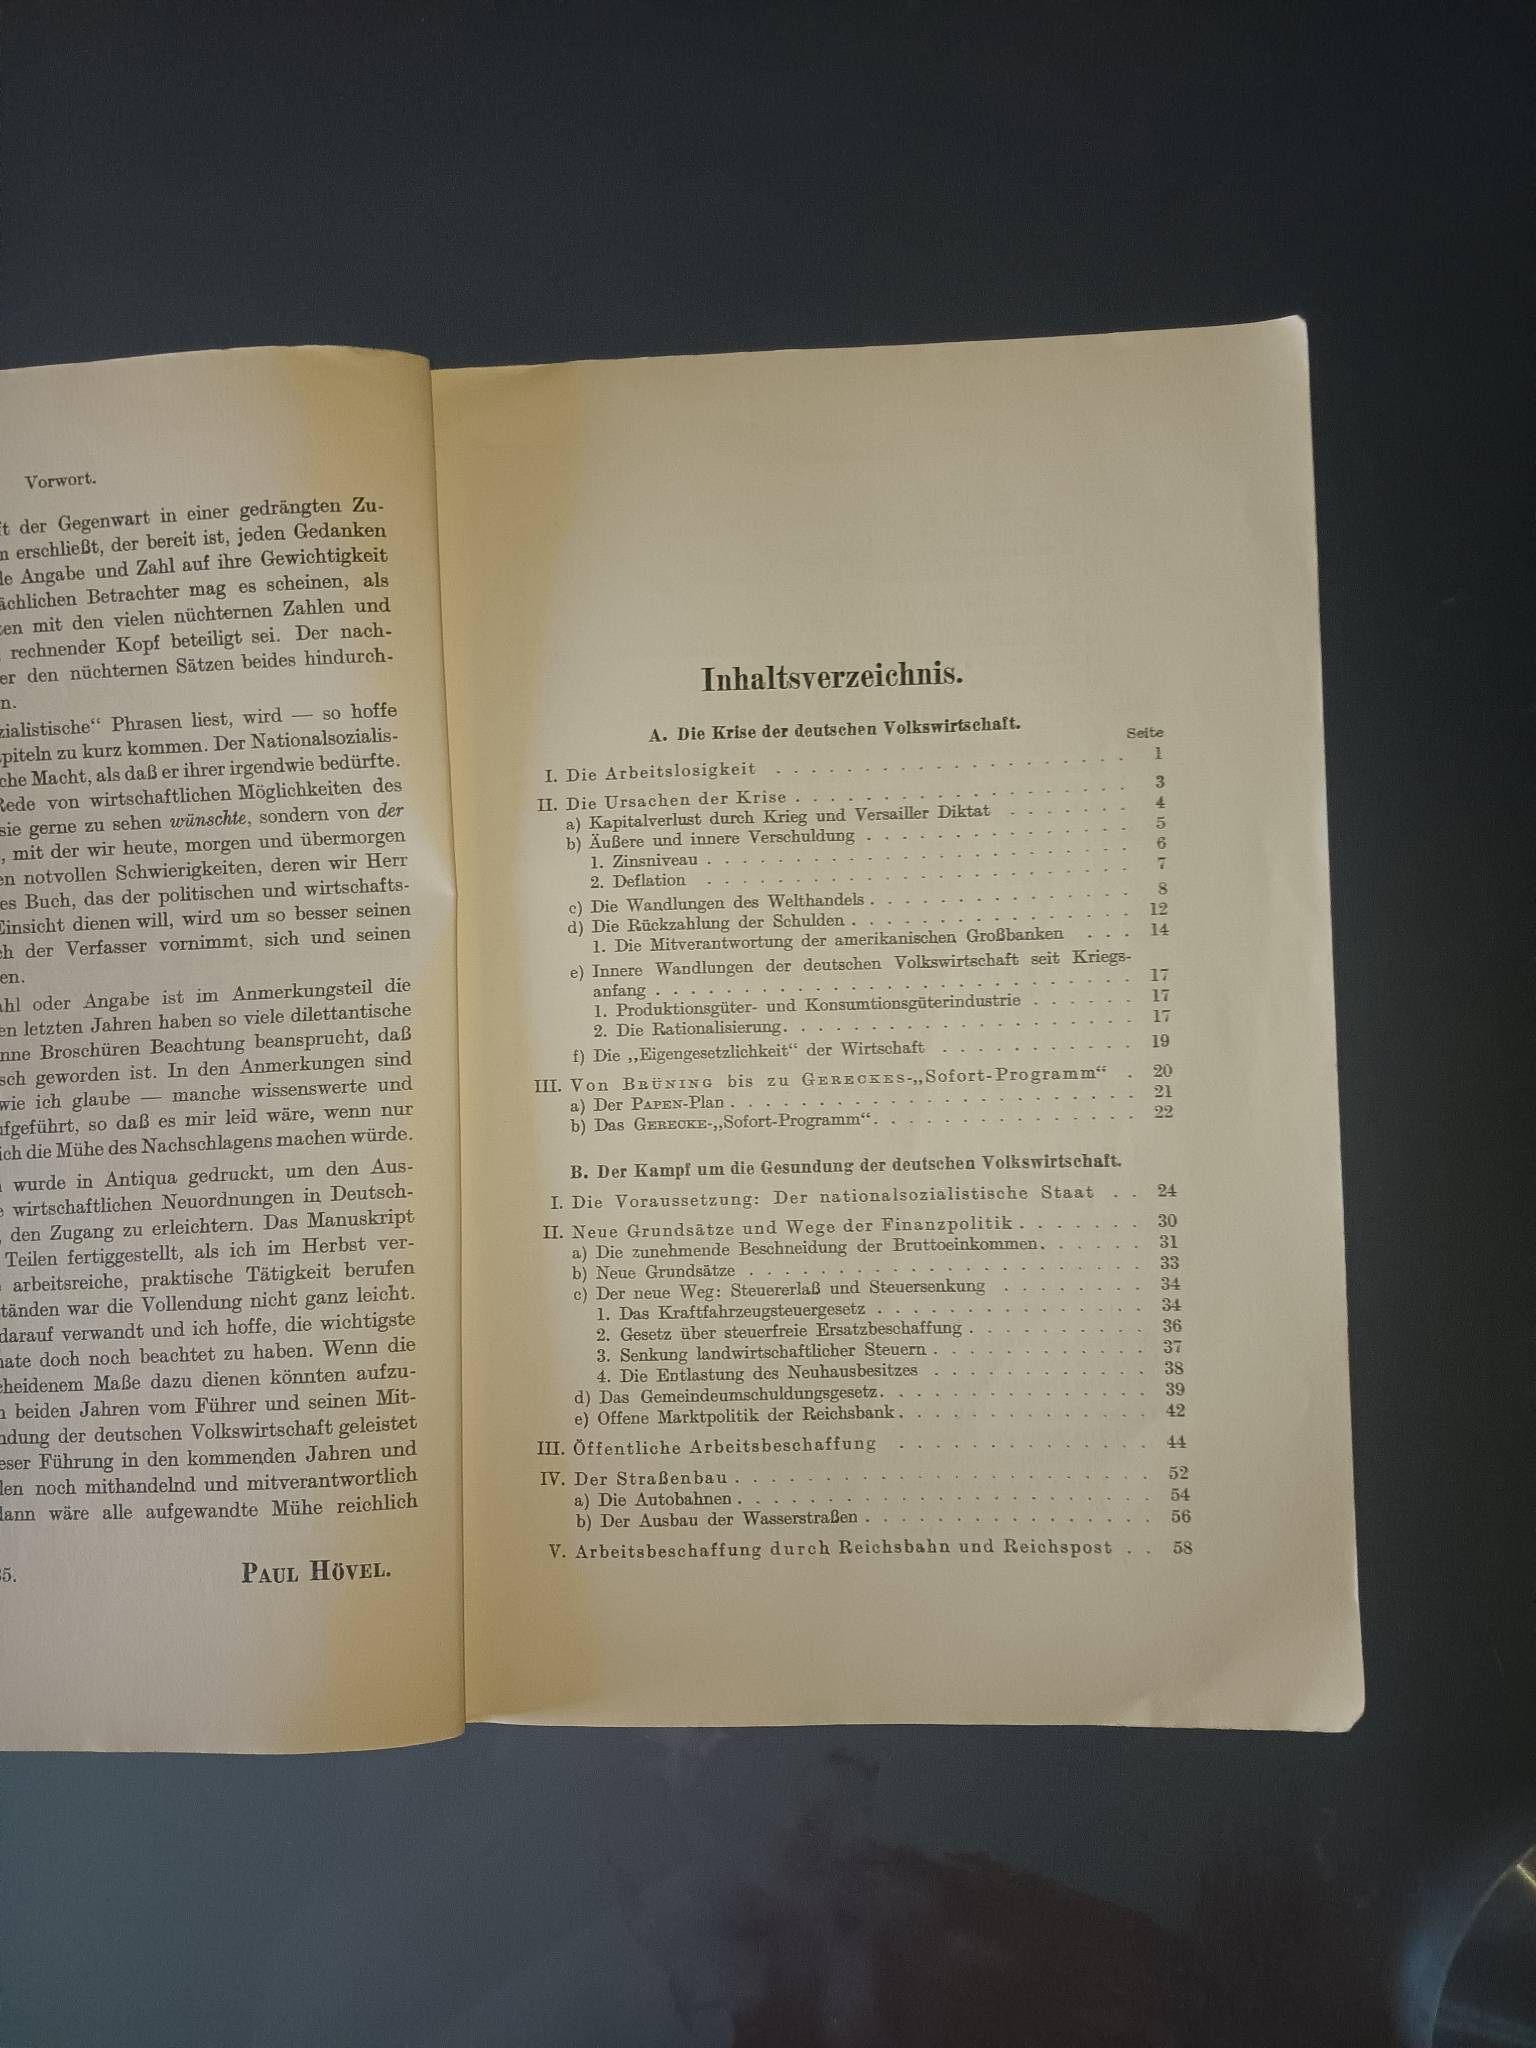 Vorwort.
der Gegenwart in einer gedrängten Zu-
erschließt, der bereit ist, jeden Gedanken
Angabe und Zahl auf ihre Gewichtigkeit
ächlichen Betrachter mag es scheinen, als
mit den vielen nüchternen Zahlen und
rechnender Kopf beteiligt sei. Der nach-
er den nüchternen Sätzen beides hindurch-
n.
zialistische“ Phrasen liest, wird — so hoffe
piteln zu kurz kommen. Der Nationalsozialis-
che Macht, als daß er ihrer irgendwie bedürfte.
Rede von wirtschaftlichen Möglichkeiten des
sie gerne zu sehen wünschte, sondern von der
, mit der wir heute, morgen und übermorgen
en notvollen Schwierigkeiten, deren wir Herr
es Buch, das der politischen und wirtschafts-
Einsicht dienen will, wird um so besser seinen
ch der Verfasser vornimmt, sich und seinen
en.
ahl oder Angabe ist im Anmerkungsteil die
en letzten Jahren haben so viele dilettantische
nne Broschüren Beachtung beansprucht, daß
sch geworden ist. In den Anmerkungen sind
wie ich glaube — manche wissenswerte und
fgeführt, so daß es mir leid wäre, wenn nur
ich die Mühe des Nachschlagens machen würde.
wurde in Antiqua gedruckt, um den Aus-
e wirtschaftlichen Neuordnungen in Deutsch-
, den Zugang zu erleichtern. Das Manuskript
Teilen fertiggestellt, als ich im Herbst ver-
arbeitsreiche, praktische Tätigkeit berufen
tänden war die Vollendung nicht ganz leicht.
darauf verwandt und ich hoffe, die wichtigste
nate doch noch beachtet zu haben. Wenn die
cheidenem Maße dazu dienen könnten aufzu-
n beiden Jahren vom Führer und seinen Mit-
ndung der deutschen Volkswirtschaft geleistet
eser Führung in den kommenden Jahren und
len noch mithandelnd und mitverantwortlich
dann wäre alle aufgewandte Mühe reichlich
35.
PAUL HÖVEL.
Inhaltsverzeichnis.
A. Die Krise der deutschen Volkswirtschaft.
Seite
I. Die Arbeitslosigkeit . . . . . . . . . . . . . . . . . . . . 1
II. Die Ursachen der Krise . . . . . . . . . . . . . . . . . . . 3
a) Kapitalverlust durch Krieg und Versailler Diktat . . . . . . . 4
b) Äußere und innere Verschuldung . . . . . . . . . . . . . . 5
1. Zinsniveau . . . . . . . . . . . . . . . . . . . . . . 6
2. Deflation . . . . . . . . . . . . . . . . . . . . . . 7
c) Die Wandlungen des Welthandels . . . . . . . . . . . . . . 8
d) Die Rückzahlung der Schulden . . . . . . . . . . . . . . . 12
1. Die Mitverantwortung der amerikanischen Großbanken . . . 14
e) Innere Wandlungen der deutschen Volkswirtschaft seit Kriegs-
anfang . . . . . . . . . . . . . . . . . . . . . . . . . 17
1. Produktionsgüter- und Konsumtionsgüterindustrie . . . . . . 17
2. Die Rationalisierung . . . . . . . . . . . . . . . . . . 17
f) Die „Eigengesetzlichkeit“ der Wirtschaft . . . . . . . . . . 19
III. Von BRÜNING bis zu GERECKES-„Sofort-Programm“ . 20
a) Der PAPEN-Plan . . . . . . . . . . . . . . . . . . . . . 21
b) Das GERECKE-„Sofort-Programm“ . . . . . . . . . . . . . 22
B. Der Kampf um die Gesundung der deutschen Volkswirtschaft.
I. Die Voraussetzung: Der nationalsozialistische Staat . . 24
II. Neue Grundsätze und Wege der Finanzpolitik . . . . . . . 30
a) Die zunehmende Beschneidung der Bruttoeinkommen . . . . . 31
b) Neue Grundsätze . . . . . . . . . . . . . . . . . . . . 33
c) Der neue Weg: Steuererlaß und Steuersenkung . . . . . . . 34
1. Das Kraftfahrzeugsteuergesetz . . . . . . . . . . . . . 34
2. Gesetz über steuerfreie Ersatzbeschaffung . . . . . . . . . 36
3. Senkung landwirtschaftlicher Steuern . . . . . . . . . . . 37
4. Die Entlastung des Neuhausbesitzes . . . . . . . . . . . 38
d) Das Gemeindeumschuldungsgesetz . . . . . . . . . . . . . 39
e) Offene Marktpolitik der Reichsbank . . . . . . . . . . . . 42
III. Öffentliche Arbeitsbeschaffung . . . . . . . . . . . . . . 44
IV. Der Straßenbau . . . . . . . . . . . . . . . . . . . . . 52
a) Die Autobahnen . . . . . . . . . . . . . . . . . . . . . 54
b) Der Ausbau der Wasserstraßen . . . . . . . . . . . . . . . 56
V. Arbeitsbeschaffung durch Reichsbahn und Reichspost . . 58